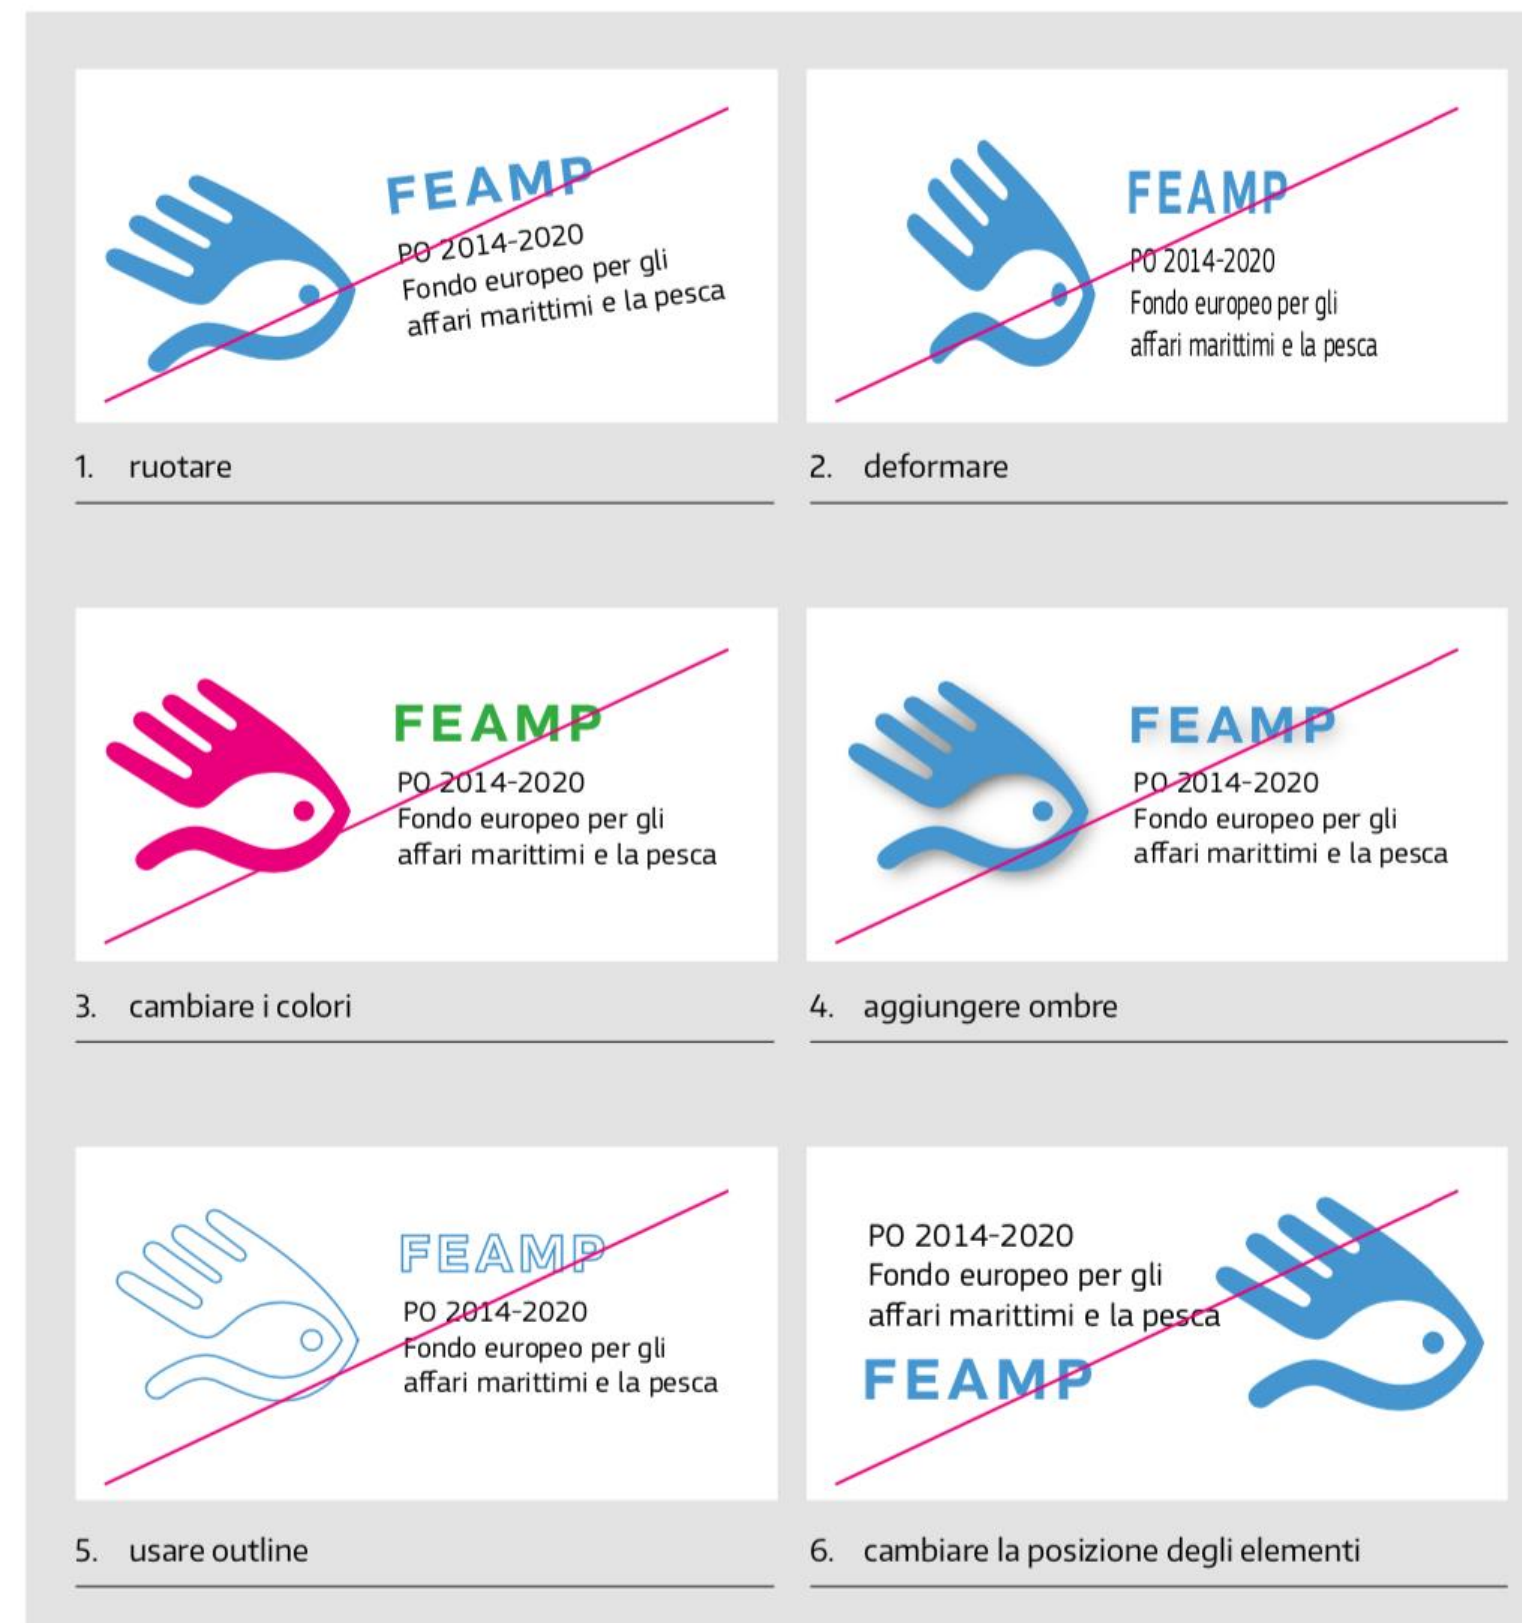 FEAMP
PO 2014-2020
Fondo europeo per gli
affari marittimi e la pesca
1. ruotare
FEAMP
PO 2014-2020
Fondo europeo per gli
affari marittimi e la pesca
2. deformare
FEAMP
PO 2014-2020
Fondo europeo per gli
affari marittimi e la pesca
3. cambiare i colori
FEAMP
PO 2014-2020
Fondo europeo per gli
affari marittimi e la pesca
4. aggiungere ombre
FEAMP
PO 2014-2020
Fondo europeo per gli
affari marittimi e la pesca
5. usare outline
PO 2014-2020
Fondo europeo per gli
affari marittimi e la pesca
FEAMP
6. cambiare la posizione degli elementi